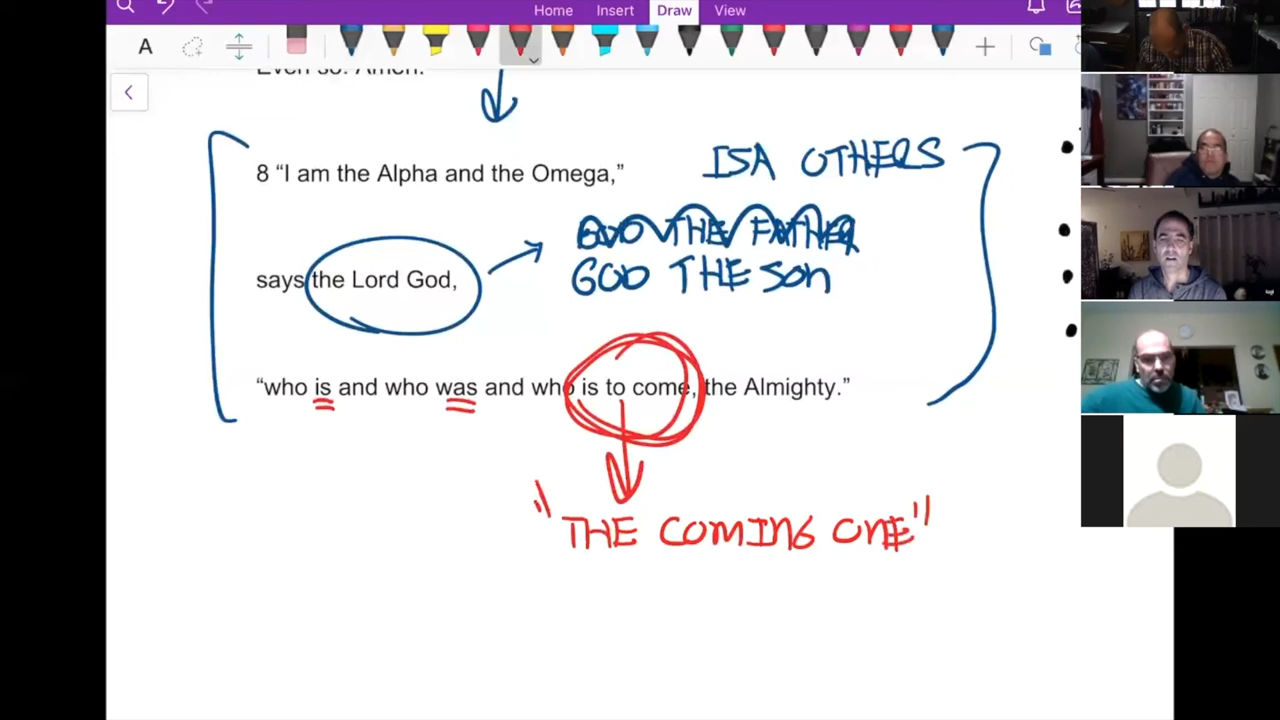 Home Insert Draw View
A
Even so! Amen.
8 “I am the Alpha and the Omega,” ISA OTHERS
GOD THE FATHER
says the Lord God, GOD THE SON
“who is and who was and who is to come, the Almighty.”
"THE COMING ONE"